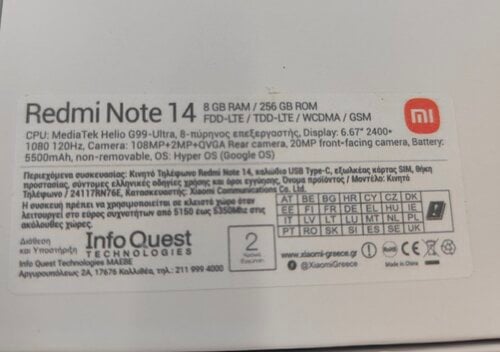 Redmi Note 14
8 GB RAM / 256 GB ROM
FDD-LTE / TDD-LTE / WCDMA / GSM
CPU: MediaTek Helio G99-Ultra, 8-πύρηνος επεξεργαστής, Display: 6.67" 2400*
1080 120Hz, Camera: 108MP+2MP+QVGA Rear camera, 20MP front-facing camera, Battery:
5500mAh, non-removable, OS: Hyper OS (Google OS)
Περιεχόμενα συσκευασίας: Κινητό Τηλέφωνο Redmi Note 14, καλώδιο USB Type-C, εξωλκέας κάρτας SIM, θήκη
προστασίας, σύντομες ελληνικές οδηγίες χρήσης και όροι εγγύησης. Όνομα προϊόντος / Μοντέλο: Κινητό
Τηλέφωνο / 24117RN76E, Κατασκευαστής: Xiaomi Communications Co., Ltd.
Η συσκευή πρέπει να χρησιμοποιείται σε κλειστό χώρο όταν
λειτουργεί στο εύρος συχνοτήτων από 5150 έως 5350Mhz στις
ακόλουθες χώρες.
AT BE BG HR CY CZ DK
EE FI FR DE EL HU IE
IT LV LT LU MT NL PL
PT RO SK SI ES SE UK
Διάθεση
και Υποστήριξη
Info Quest
TECHNOLOGIES
2
Info Quest Technologies ΜΑΕΒΕ
Αργυρουπόλεως 2Α, 17676 Καλλιθέα, τηλ.: 211 999 4000
www.xiaomi-greece.gr
@XiaomiGreece
CE
Made in China